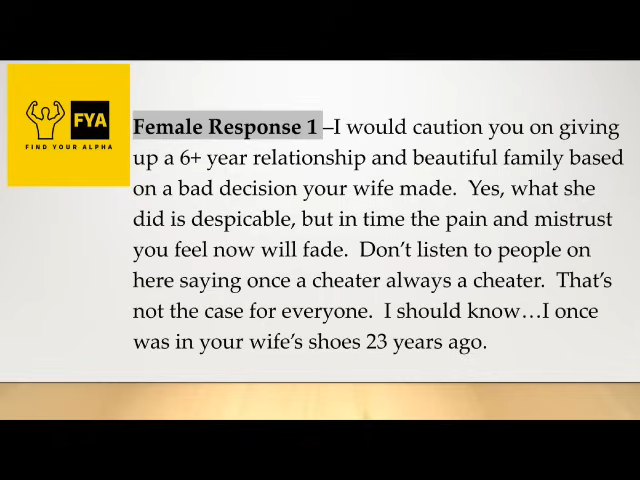 FYA
FIND YOUR ALPHA
Female Response 1 –I would caution you on giving
up a 6+ year relationship and beautiful family based
on a bad decision your wife made.  Yes, what she
did is despicable, but in time the pain and mistrust
you feel now will fade.  Don’t listen to people on
here saying once a cheater always a cheater.  That’s
not the case for everyone.  I should know…I once
was in your wife’s shoes 23 years ago.